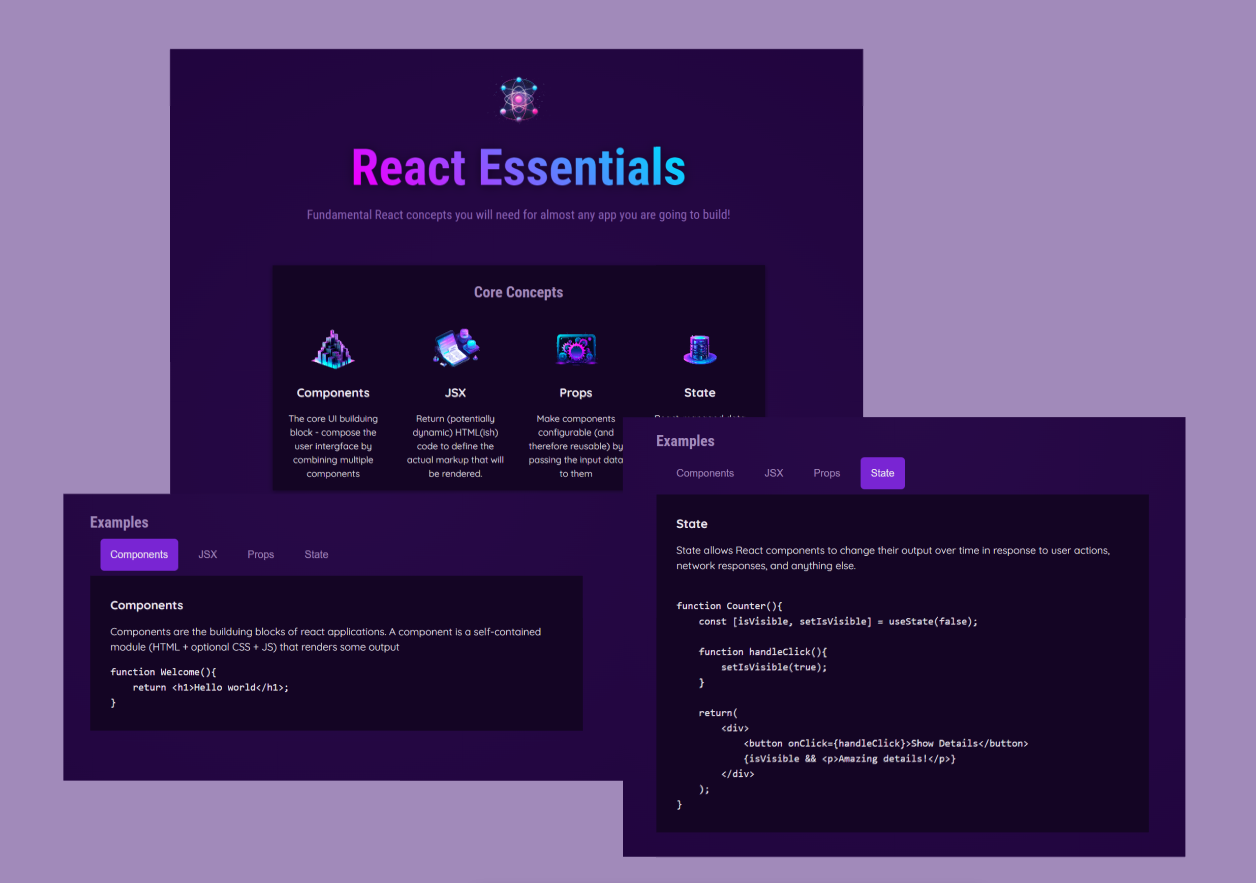 React Essentials
Fundamental React concepts you will need for almost any app you are going to build!
Core Concepts
Components
The core UI builduing
block - compose the
user intergface by
combining multiple
components
JSX
Return (potentially
dynamic) HTML(ish)
code to define the
actual markup that will
be rendered.
Props
Make components
configurable (and
therefore reusable) by
passing the input data
to them
State
Examples
Components JSX Props State
Components
Components are the builduing blocks of react applications. A component is a self-contained
module (HTML + optional CSS + JS) that renders some output
function Welcome(){
    return <h1>Hello world</h1>;
}
Examples
Components JSX Props State
State
State allows React components to change their output over time in response to user actions,
network responses, and anything else.
function Counter(){
    const [isVisible, setIsVisible] = useState(false);
    function handleClick(){
        setIsVisible(true);
    }
    return(
        <div>
            <button onClick={handleClick}>Show Details</button>
            {isVisible && <p>Amazing details!</p>}
        </div>
    );
}